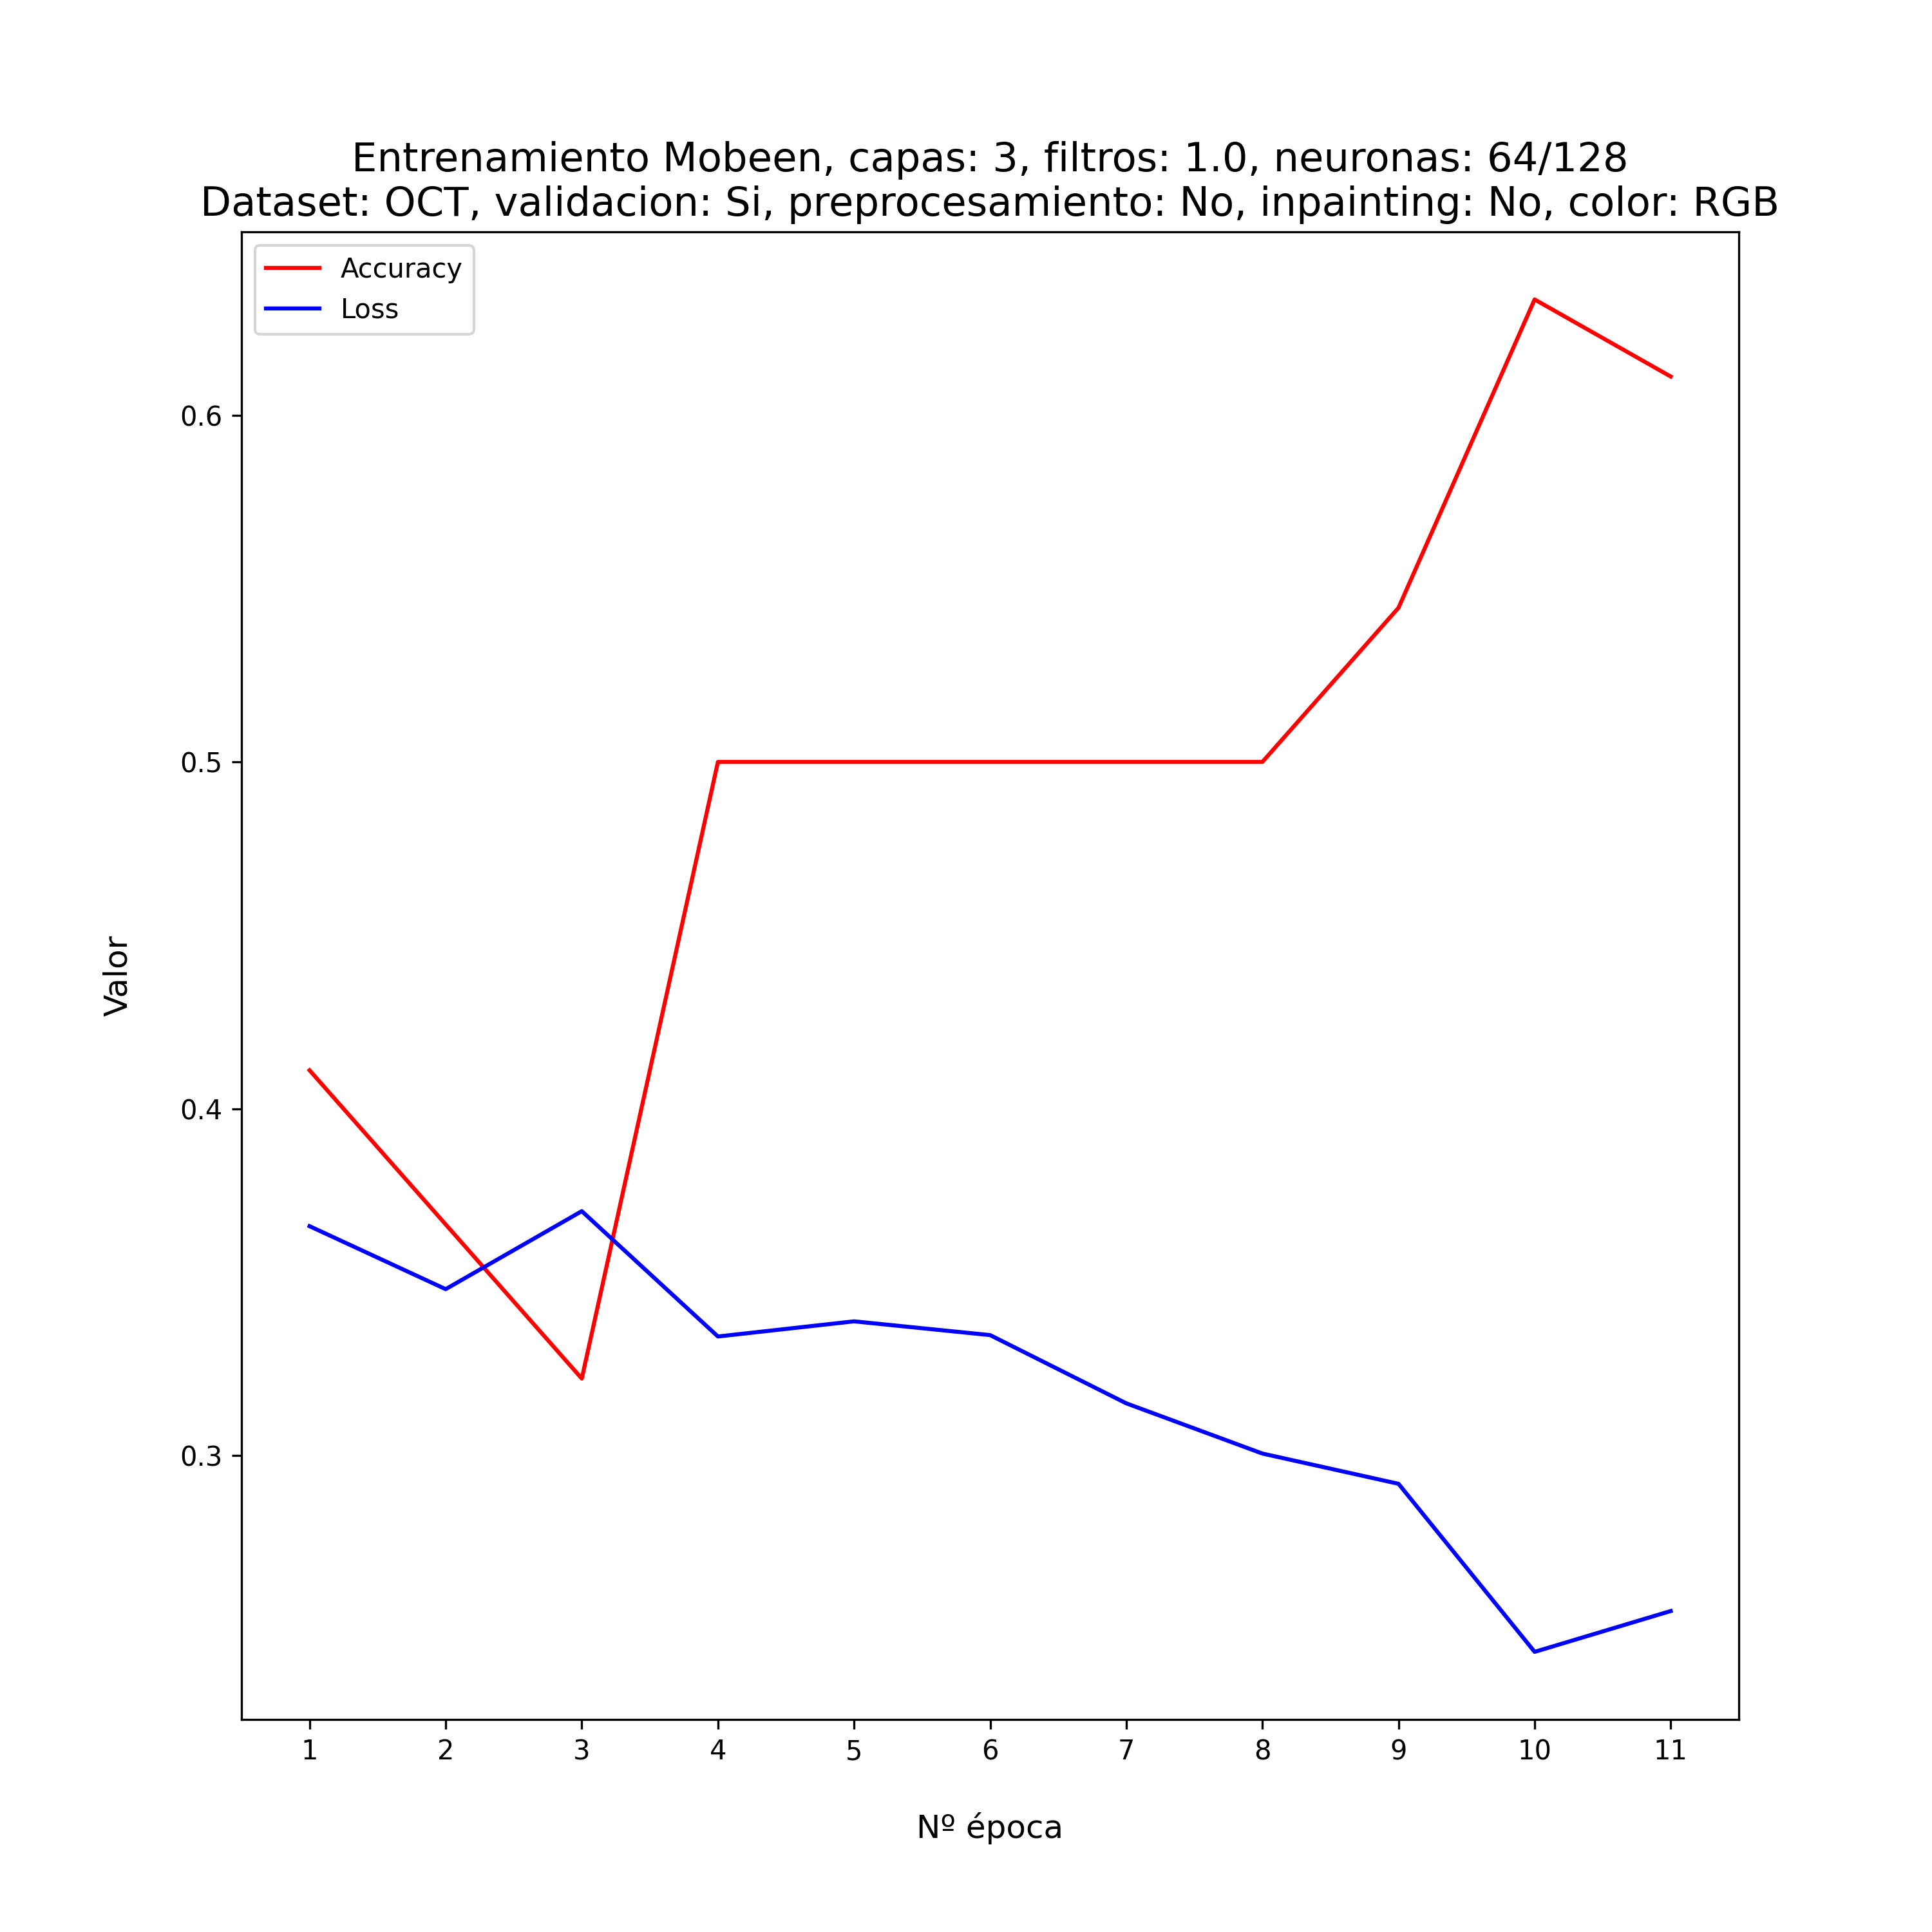 Entrenamiento Mobeen, capas: 3, filtros: 1.0, neuronas: 64/128
Dataset: OCT, validacion: Si, preprocesamiento: No, inpainting: No, color: RGB
Accuracy
Loss
0.6
0.5
0.4
0.3
Valor
1 2 3 4 5 6 7 8 9 10 11
Nº época